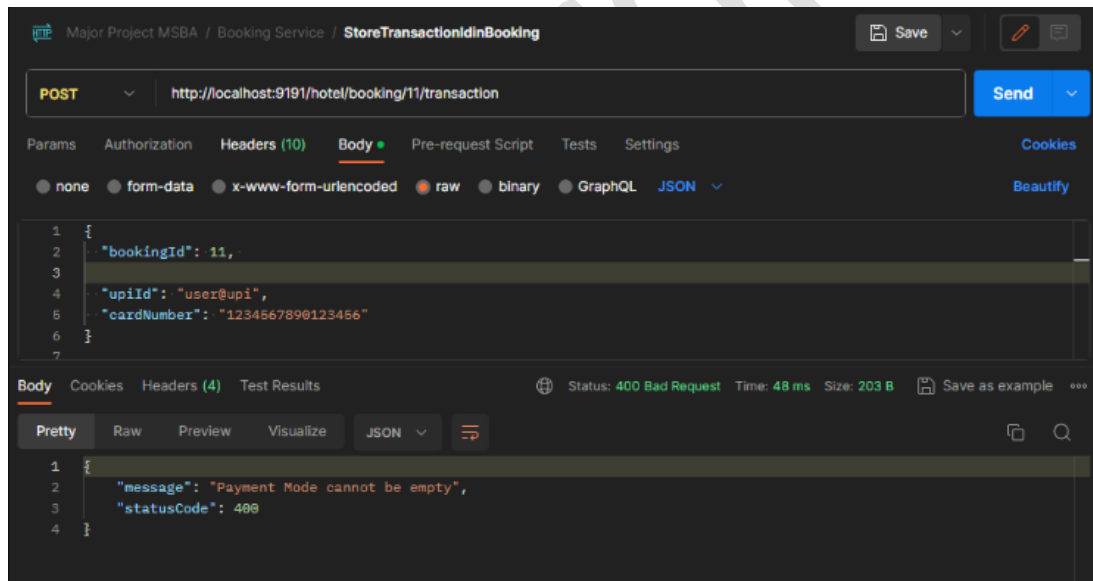 HTTP Major Project MSBA / Booking Service / StoreTransactionIdinBooking Save
POST http://localhost:9191/hotel/booking/11/transaction Send
Params Authorization Headers (10) Body Pre-request Script Tests Settings Cookies
none form-data x-www-form-urlencoded raw binary GraphQL JSON Beautify
1 {
2 "bookingId": 11,
3
4 "upiId": "user@upi",
5 "cardNumber": "1234567890123456"
6 }
7
Body Cookies Headers (4) Test Results Status: 400 Bad Request Time: 48 ms Size: 203 B Save as example
Pretty Raw Preview Visualize JSON
1 {
2 "message": "Payment Mode cannot be empty",
3 "statusCode": 400
4 }